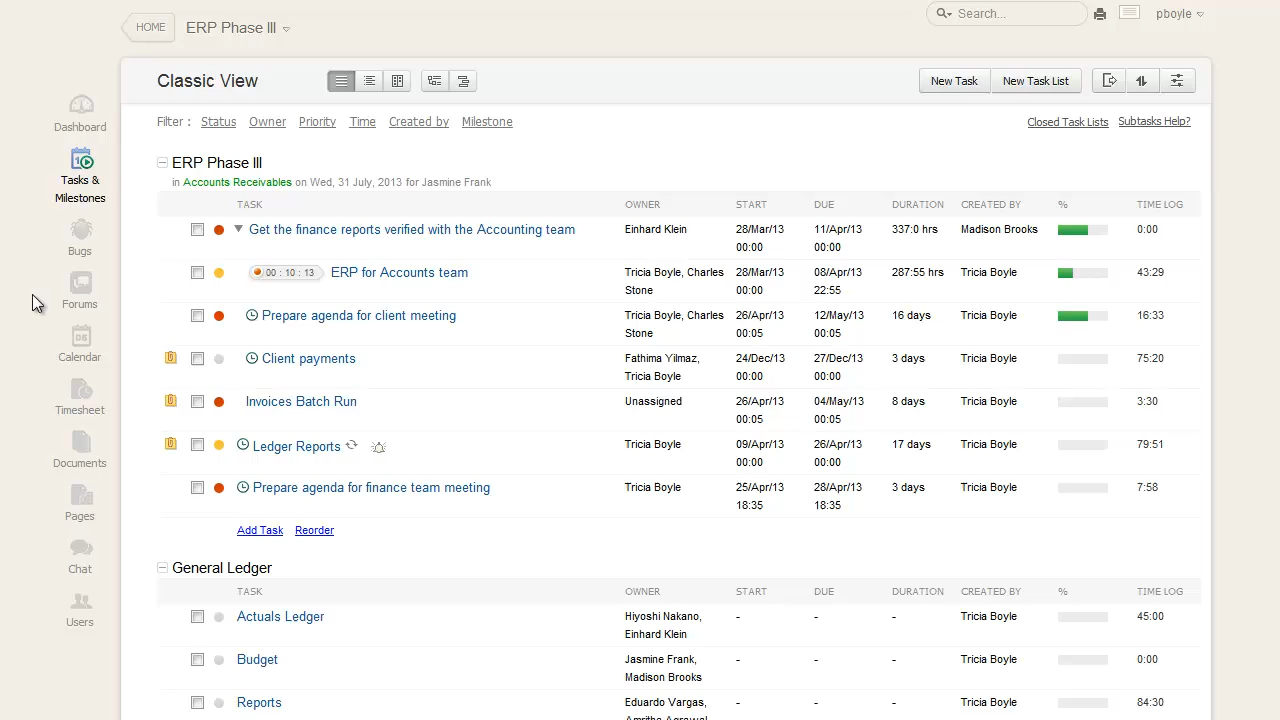 HOME
ERP Phase III
Search...
pboyle
Dashboard
Tasks &
Milestones
Bugs
Forums
Calendar
Timesheet
Documents
Pages
Chat
Users
Classic View
New Task
New Task List
Filter :
Status
Owner
Priority
Time
Created by
Milestone
Closed Task Lists
Subtasks Help?
ERP Phase III
in Accounts Receivables on Wed, 31 July, 2013 for Jasmine Frank
TASK OWNER START DUE DURATION CREATED BY % TIME LOG
Get the finance reports verified with the Accounting team Einhard Klein 28/Mar/13 11/Apr/13 337:0 hrs Madison Brooks 0:00
00:00 00:00
00 : 10 : 13 ERP for Accounts team Tricia Boyle, Charles 28/Mar/13 08/Apr/13 287:55 hrs Tricia Boyle 43:29
Stone 00:00 22:55
Prepare agenda for client meeting Tricia Boyle, Charles 26/Apr/13 12/May/13 16 days Tricia Boyle 16:33
Stone 00:05 00:05
Client payments Fathima Yilmaz, 24/Dec/13 27/Dec/13 3 days Tricia Boyle 75:20
Tricia Boyle 00:00 00:00
Invoices Batch Run Unassigned 26/Apr/13 04/May/13 8 days Tricia Boyle 3:30
00:05 00:05
Ledger Reports Tricia Boyle 09/Apr/13 26/Apr/13 17 days Tricia Boyle 79:51
00:00 00:00
Prepare agenda for finance team meeting Tricia Boyle 25/Apr/13 28/Apr/13 3 days Tricia Boyle 7:58
18:35 18:35
Add Task Reorder
General Ledger
TASK OWNER START DUE DURATION CREATED BY % TIME LOG
Actuals Ledger Hiyoshi Nakano, - - - Tricia Boyle 45:00
Einhard Klein
Budget Jasmine Frank, - - - Tricia Boyle 0:00
Madison Brooks
Reports Eduardo Vargas, - - - Tricia Boyle 84:30
Amritha Agrawal